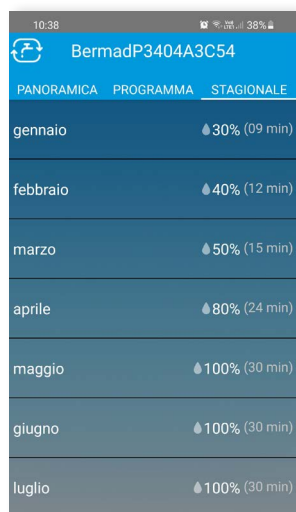 10:38 38%
BermadP3404A3C54
PANORAMICA PROGRAMMA STAGIONALE
gennaio 30% (09 min)
febbraio 40% (12 min)
marzo 50% (15 min)
aprile 80% (24 min)
maggio 100% (30 min)
giugno 100% (30 min)
luglio 100% (30 min)